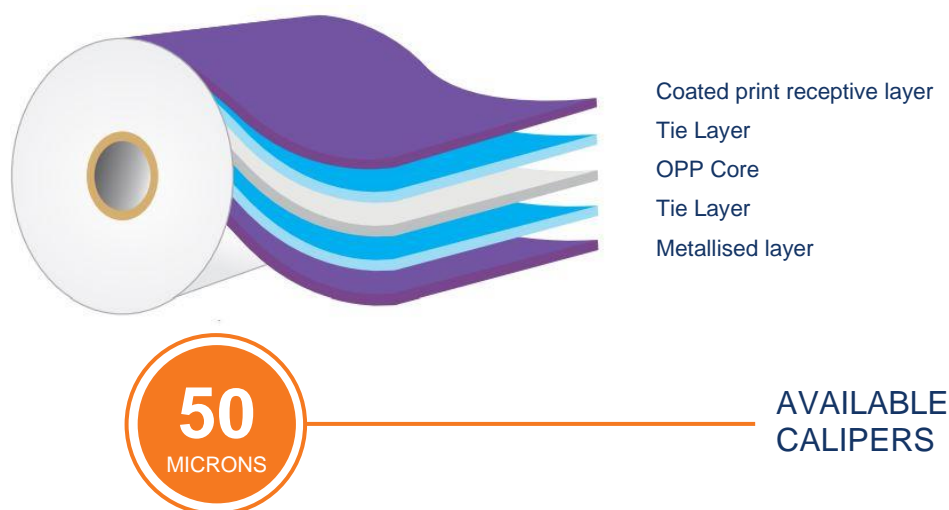 Coated print receptive layer
Tie Layer
OPP Core
Tie Layer
Metallised layer
50
MICRONS
AVAILABLE
CALIPERS